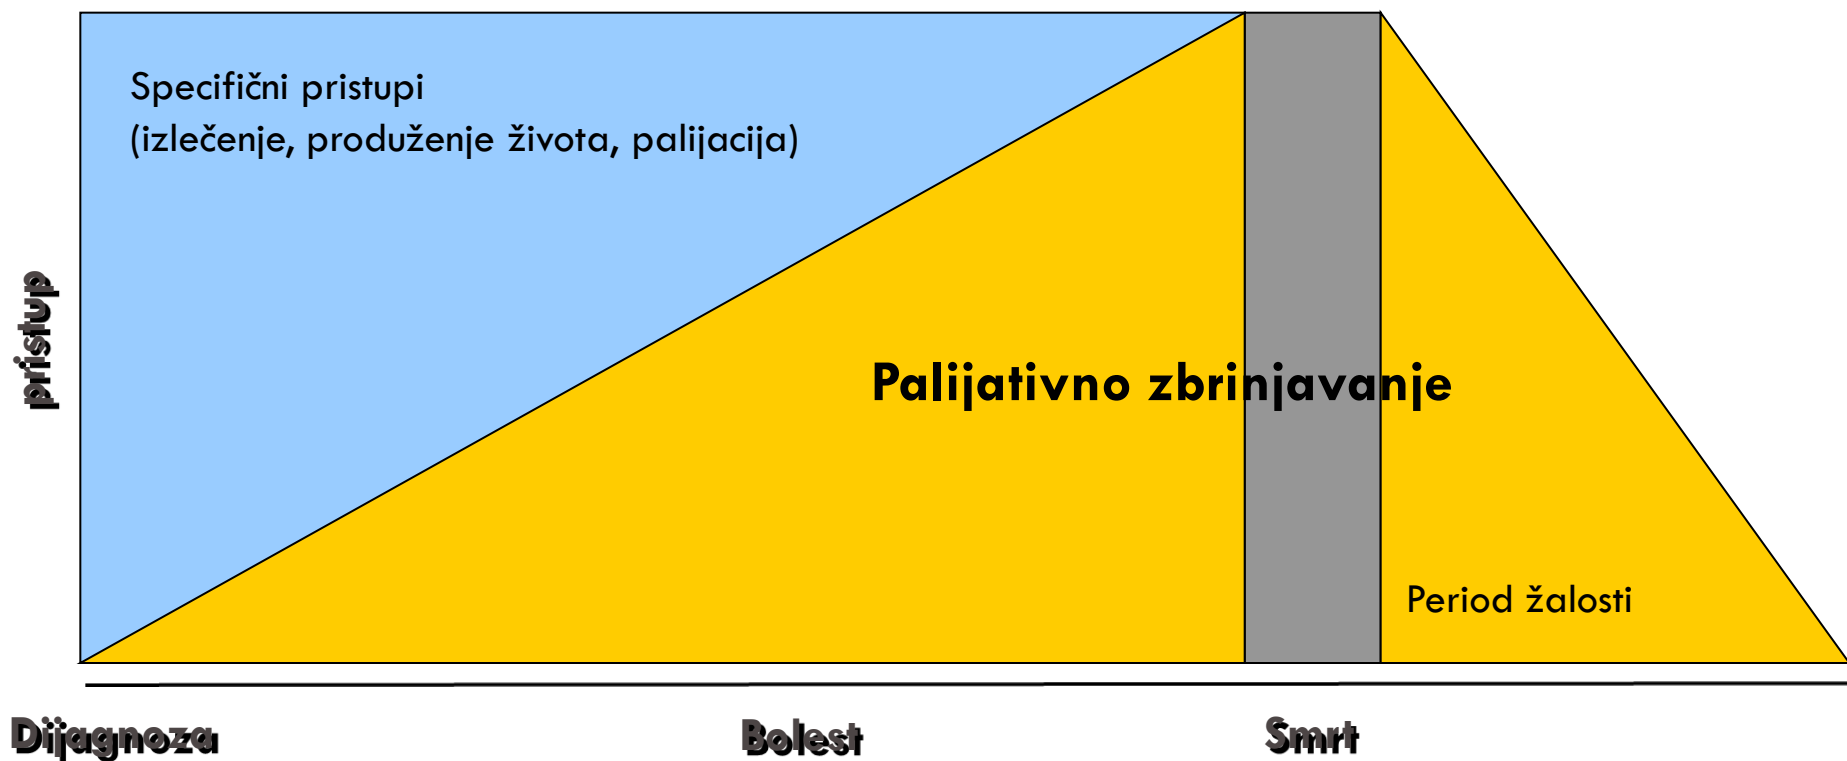 Specifični pristupi
(izlečenje, produženje života, palijacija)
pristup
Palijativno zbrinjavanje
Period žalosti
Dijagnoza
Bolest
Smrt